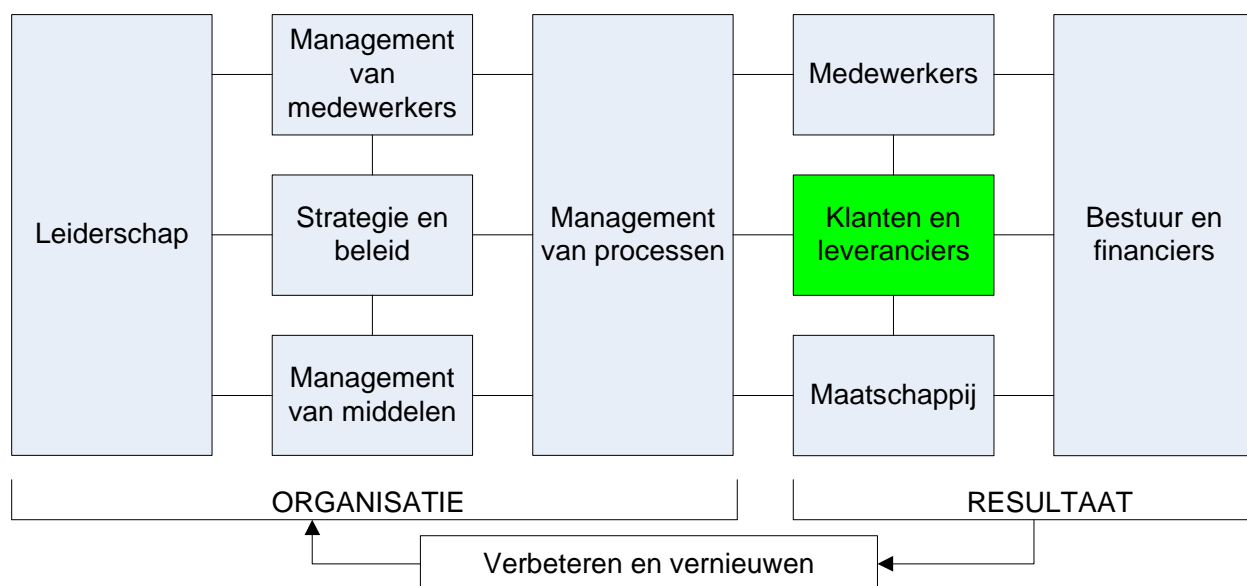 Leiderschap
Management
van
medewerkers
Strategie en
beleid
Management
van middelen
Management
van processen
Medewerkers
Klanten en
leveranciers
Maatschappij
Bestuur en
financiers
ORGANISATIE
RESULTAAT
Verbeteren en vernieuwen